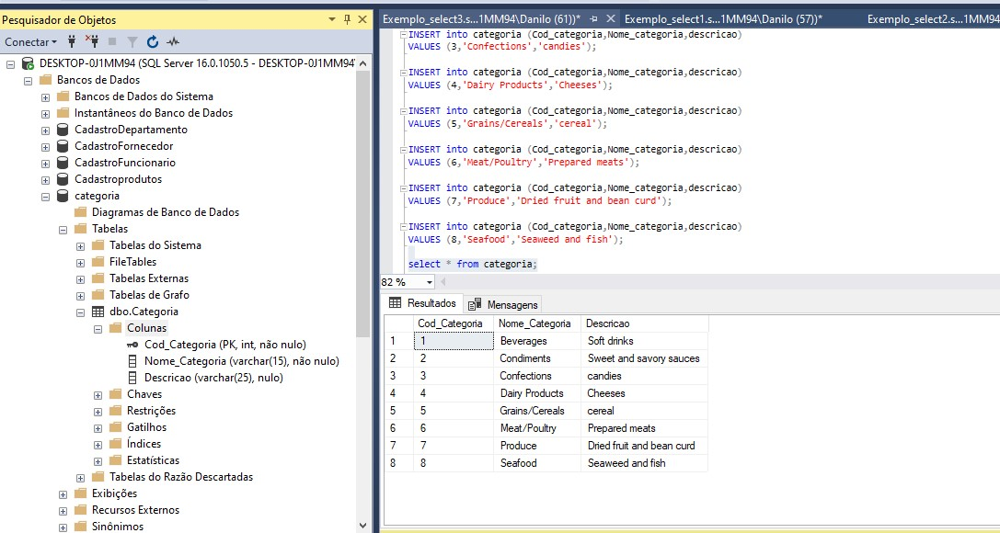 Pesquisador de Objetos
Conectar
DESKTOP-0J1MM94 (SQL Server 16.0.1050.5 - DESKTOP-0J1MM94\
Bancos de Dados
Bancos de Dados do Sistema
Instantâneos do Banco de Dados
CadastroDepartamento
CadastroFornecedor
CadastroFuncionario
Cadastroprodutos
categoria
Diagramas de Banco de Dados
Tabelas
Tabelas do Sistema
FileTables
Tabelas Externas
Tabelas de Grafo
dbo.Categoria
Colunas
Cod_Categoria (PK, int, não nulo)
Nome_Categoria (varchar(15), não nulo)
Descricao (varchar(25), nulo)
Chaves
Restrições
Gatilhos
Índices
Estatísticas
Tabelas do Razão Descartadas
Exibições
Recursos Externos
Sinônimos
Exemplo_select3.s...1MM94\Danilo (61))* Exemplo_select1.s...1MM94\Danilo (57))* Exemplo_select2.s...1MM94
INSERT into categoria (Cod_categoria,Nome_categoria,descricao)
VALUES (3,'Confections','candies');
INSERT into categoria (Cod_categoria,Nome_categoria,descricao)
VALUES (4,'Dairy Products','Cheeses');
INSERT into categoria (Cod_categoria,Nome_categoria,descricao)
VALUES (5,'Grains/Cereals','cereal');
INSERT into categoria (Cod_categoria,Nome_categoria,descricao)
VALUES (6,'Meat/Poultry','Prepared meats');
INSERT into categoria (Cod_categoria,Nome_categoria,descricao)
VALUES (7,'Produce','Dried fruit and bean curd');
INSERT into categoria (Cod_categoria,Nome_categoria,descricao)
VALUES (8,'Seafood','Seaweed and fish');
select * from categoria;
82 %
Resultados Mensagens
Cod_Categoria Nome_Categoria Descricao
1 1 Beverages Soft drinks
2 2 Condiments Sweet and savory sauces
3 3 Confections candies
4 4 Dairy Products Cheeses
5 5 Grains/Cereals cereal
6 6 Meat/Poultry Prepared meats
7 7 Produce Dried fruit and bean curd
8 8 Seafood Seaweed and fish